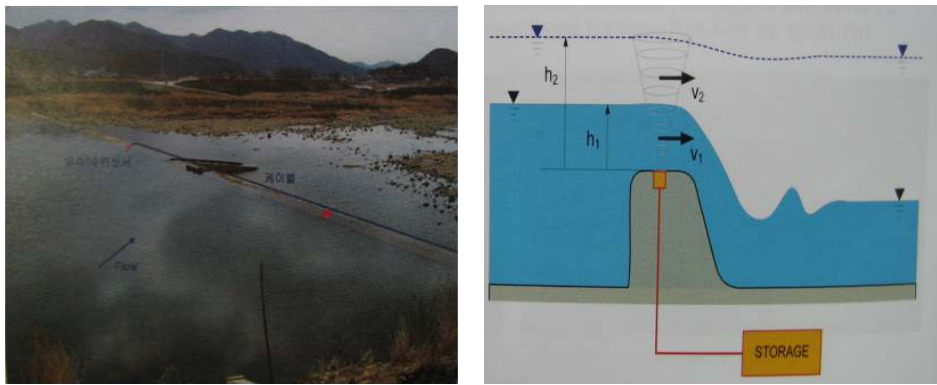 케이블
Flow
h₂
v₂
h₁
v₁
STORAGE